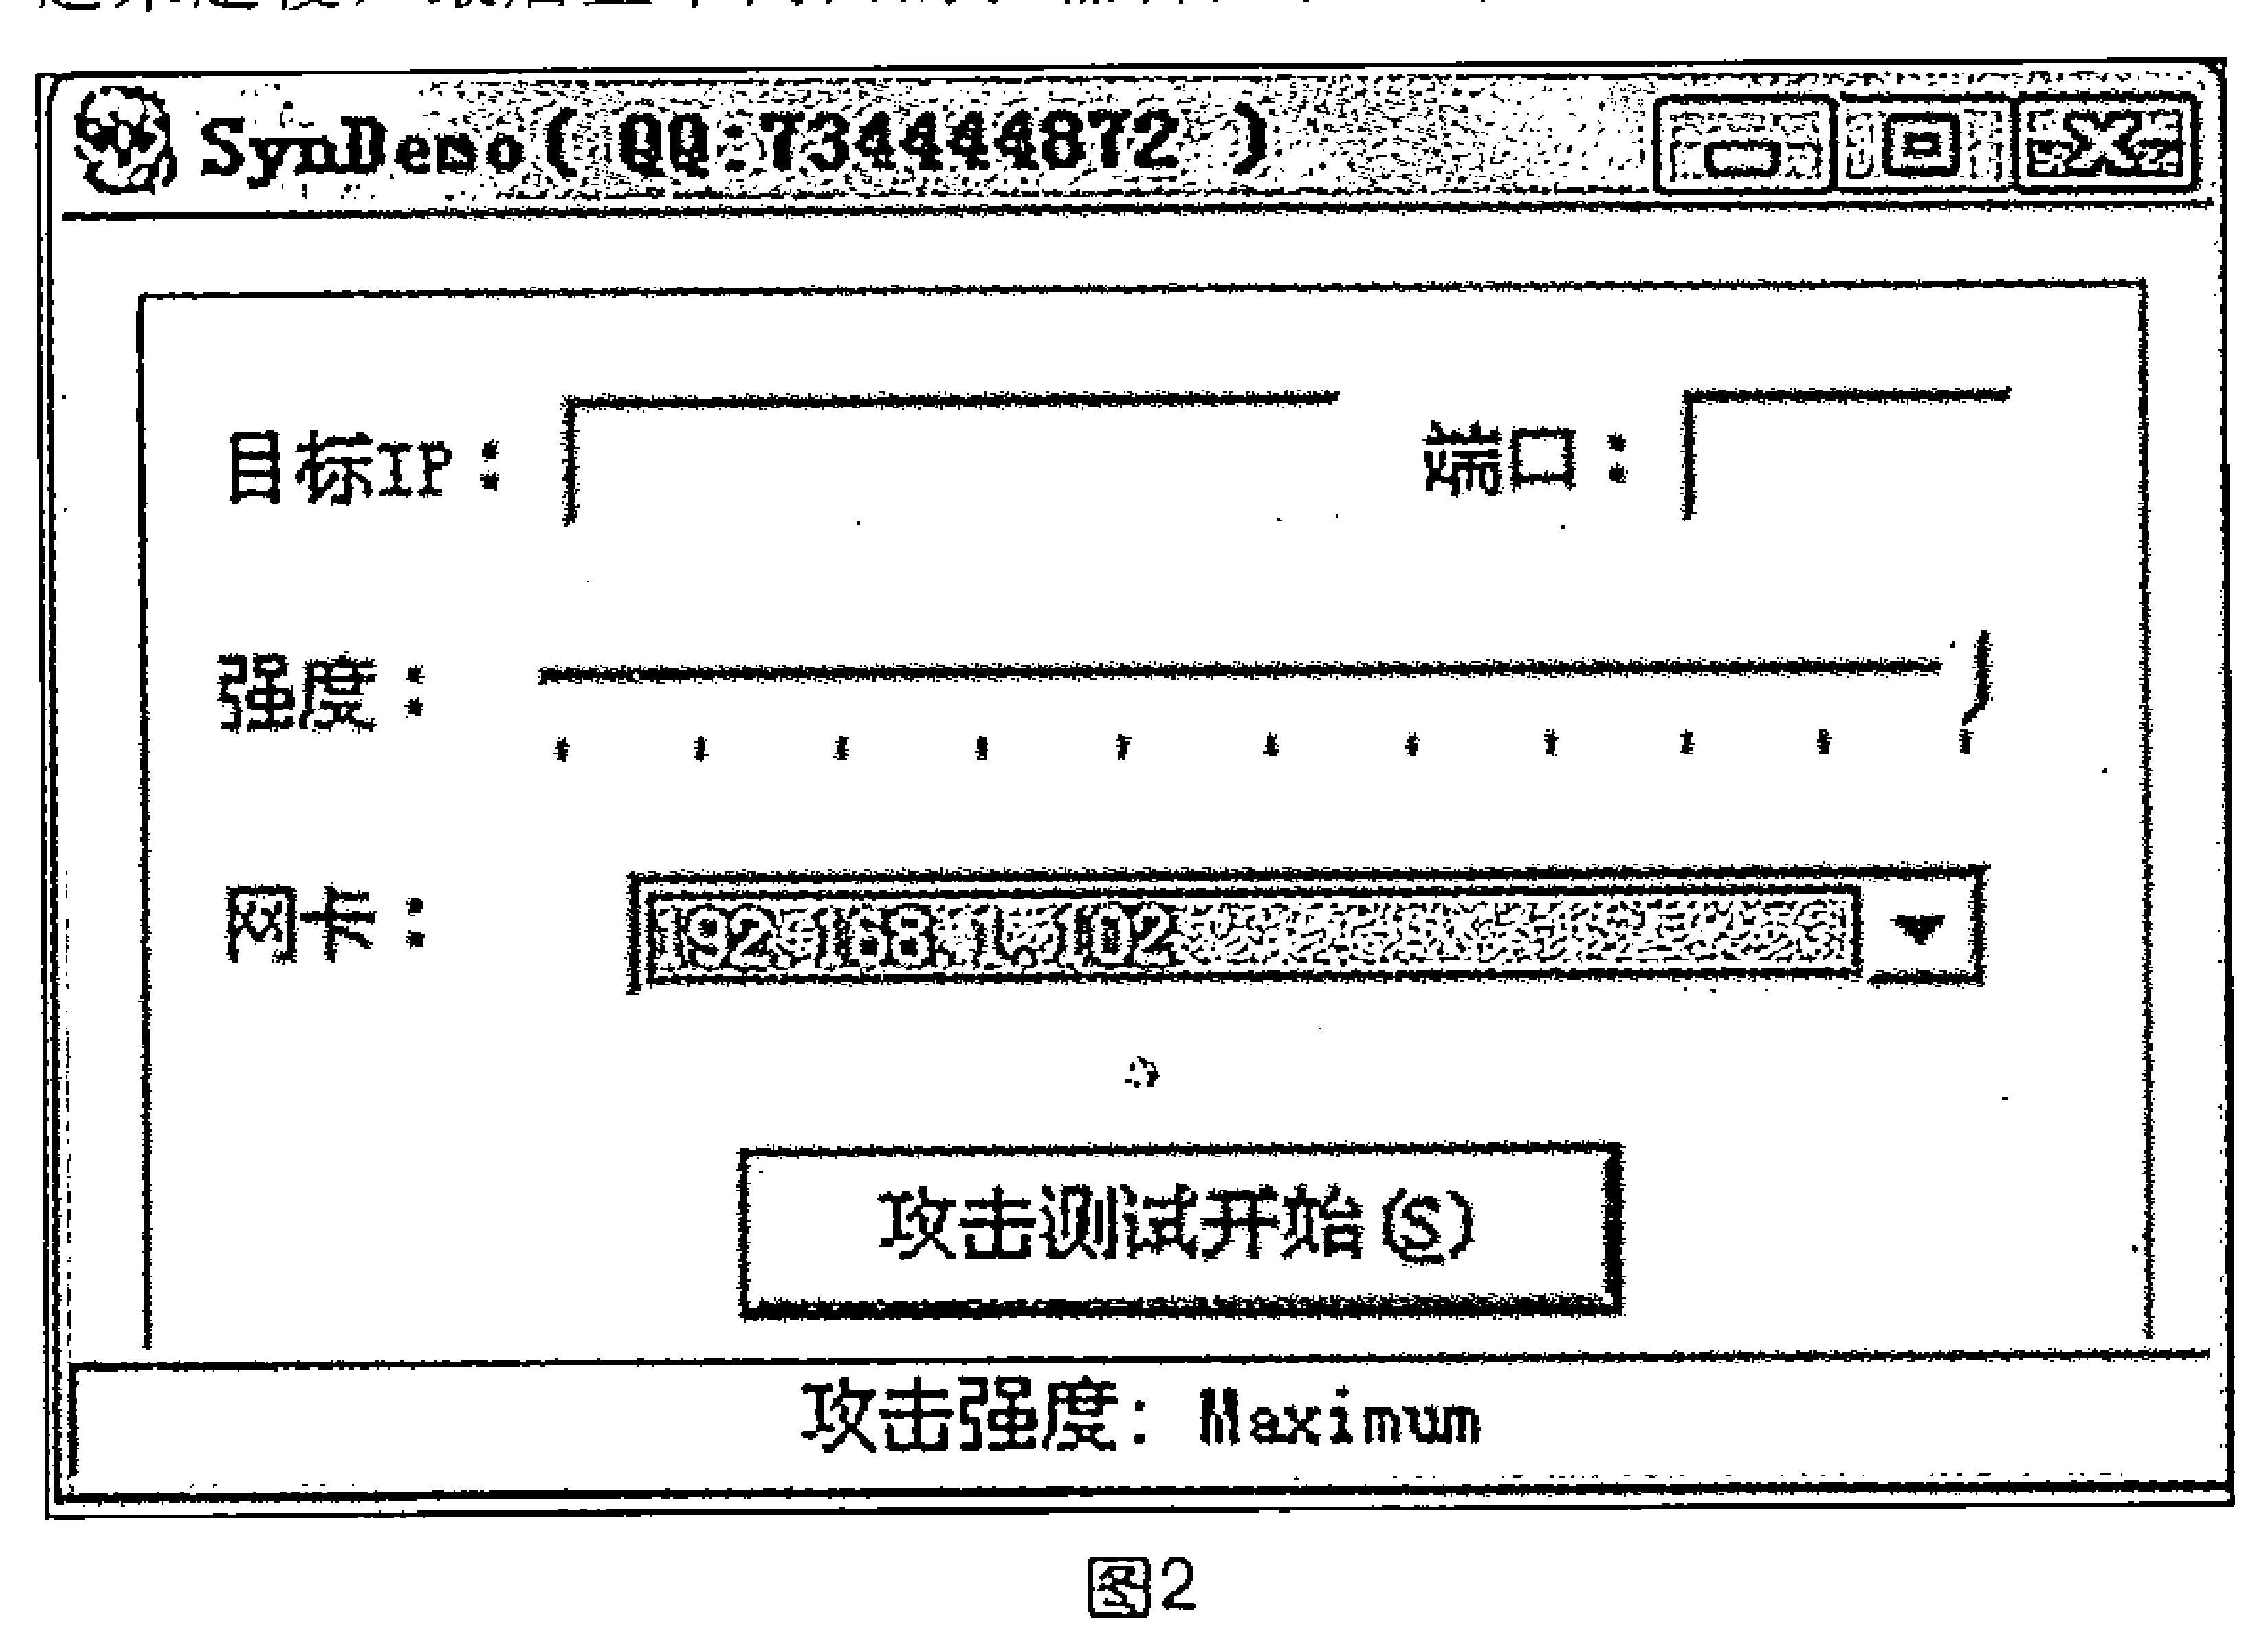 SynDemo( QQ:734444872 )
目标IP： 端口：
强度：
网卡： 192.168.1.102
攻击测试开始(S)
攻击强度: Maximum
图2